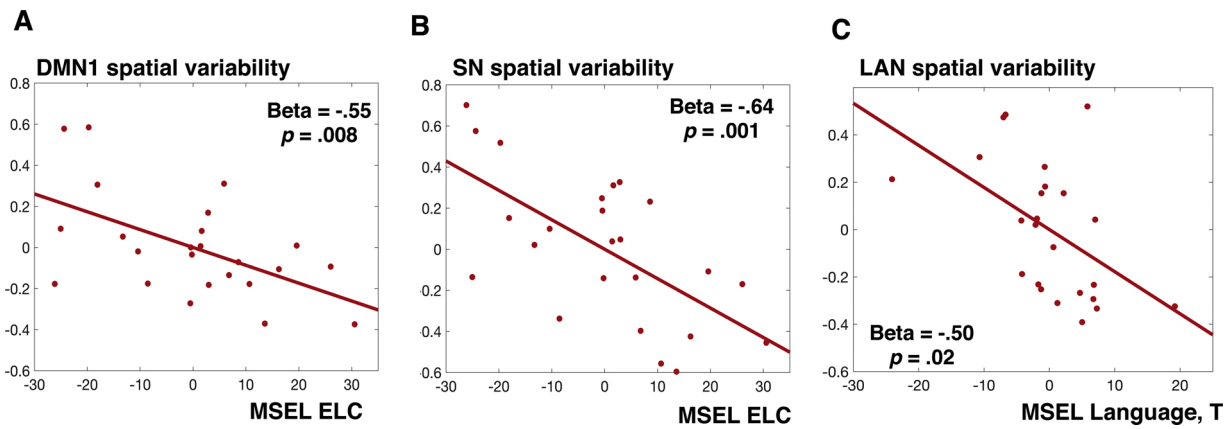 A
DMN1 spatial variability
Beta = -.55
p = .008
0.8
0.6
0.4
0.2
0
-0.2
-0.4
-0.6
-30
-20
-10
0
10
20
30
MSEL ELC
B
SN spatial variability
Beta = -.64
p = .001
0.8
0.6
0.4
0.2
0
-0.2
-0.4
-0.6
-30
-20
-10
0
10
20
30
MSEL ELC
C
LAN spatial variability
0.4
0.2
0
-0.2
-0.4
-0.6
Beta = -.50
p = .02
-30
-20
-10
0
10
20
MSEL Language, T